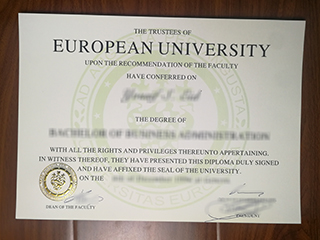 THE TRUSTEES OF
EUROPEAN UNIVERSITY
UPON THE RECOMMENDATION OF THE FACULTY
HAVE CONFERRED ON
THE DEGREE OF
BACHELOR OF BUSINESS ADMINISTRATION
WITH ALL THE RIGHTS AND PRIVILEGES THEREUNTO APPERTAINING.
IN WITNESS THEREOF, THEY HAVE PRESENTED THIS DIPLOMA DULY SIGNED
AND HAVE AFFIXED THE SEAL OF THE UNIVERSITY.
ON THE
DEAN OF THE FACULTY
PRESIDENT